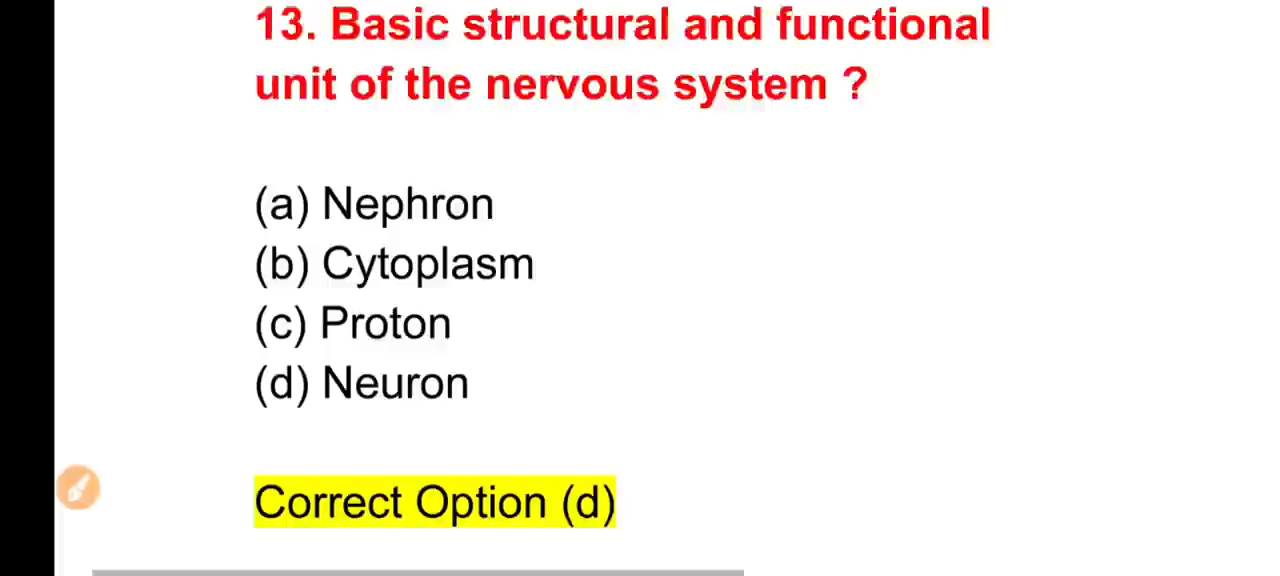 13. Basic structural and functional
unit of the nervous system ?
(a) Nephron
(b) Cytoplasm
(c) Proton
(d) Neuron
Correct Option (d)